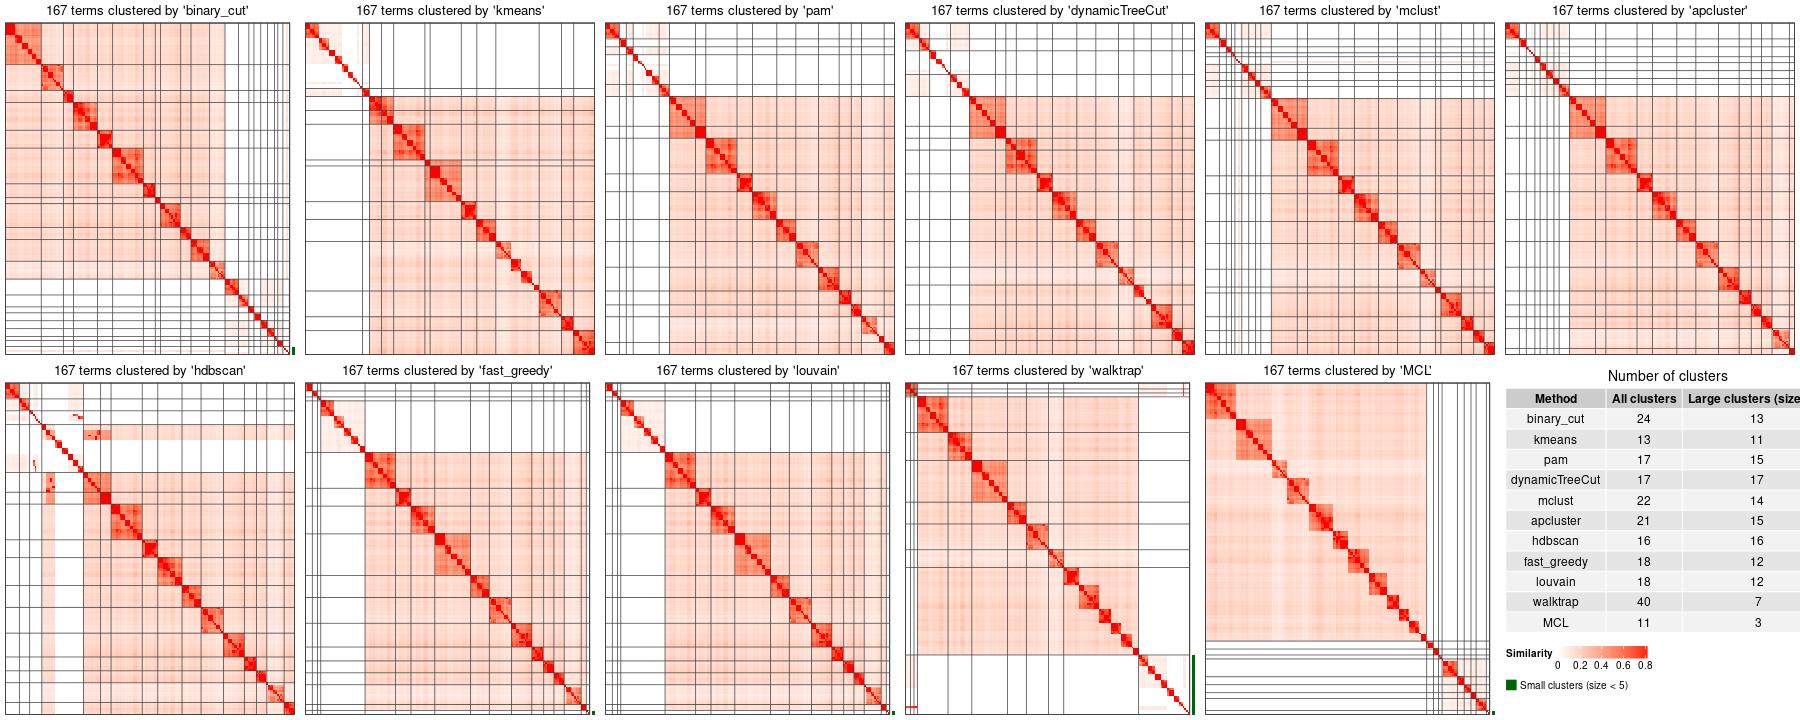 167 terms clustered by 'binary_cut'
167 terms clustered by 'kmeans'
167 terms clustered by 'pam'
167 terms clustered by 'dynamicTreeCut'
167 terms clustered by 'mclust'
167 terms clustered by 'apcluster'
167 terms clustered by 'hdbscan'
167 terms clustered by 'fast_greedy'
167 terms clustered by 'louvain'
167 terms clustered by 'walktrap'
167 terms clustered by 'MCL'
Number of clusters
Method All clusters Large clusters (size
binary_cut 24 13
kmeans 13 11
pam 17 15
dynamicTreeCut 17 17
mclust 22 14
apcluster 21 15
hdbscan 16 16
fast_greedy 18 12
louvain 18 12
walktrap 40 7
MCL 11 3
Similarity
0 0.2 0.4 0.6 0.8
Small clusters (size < 5)